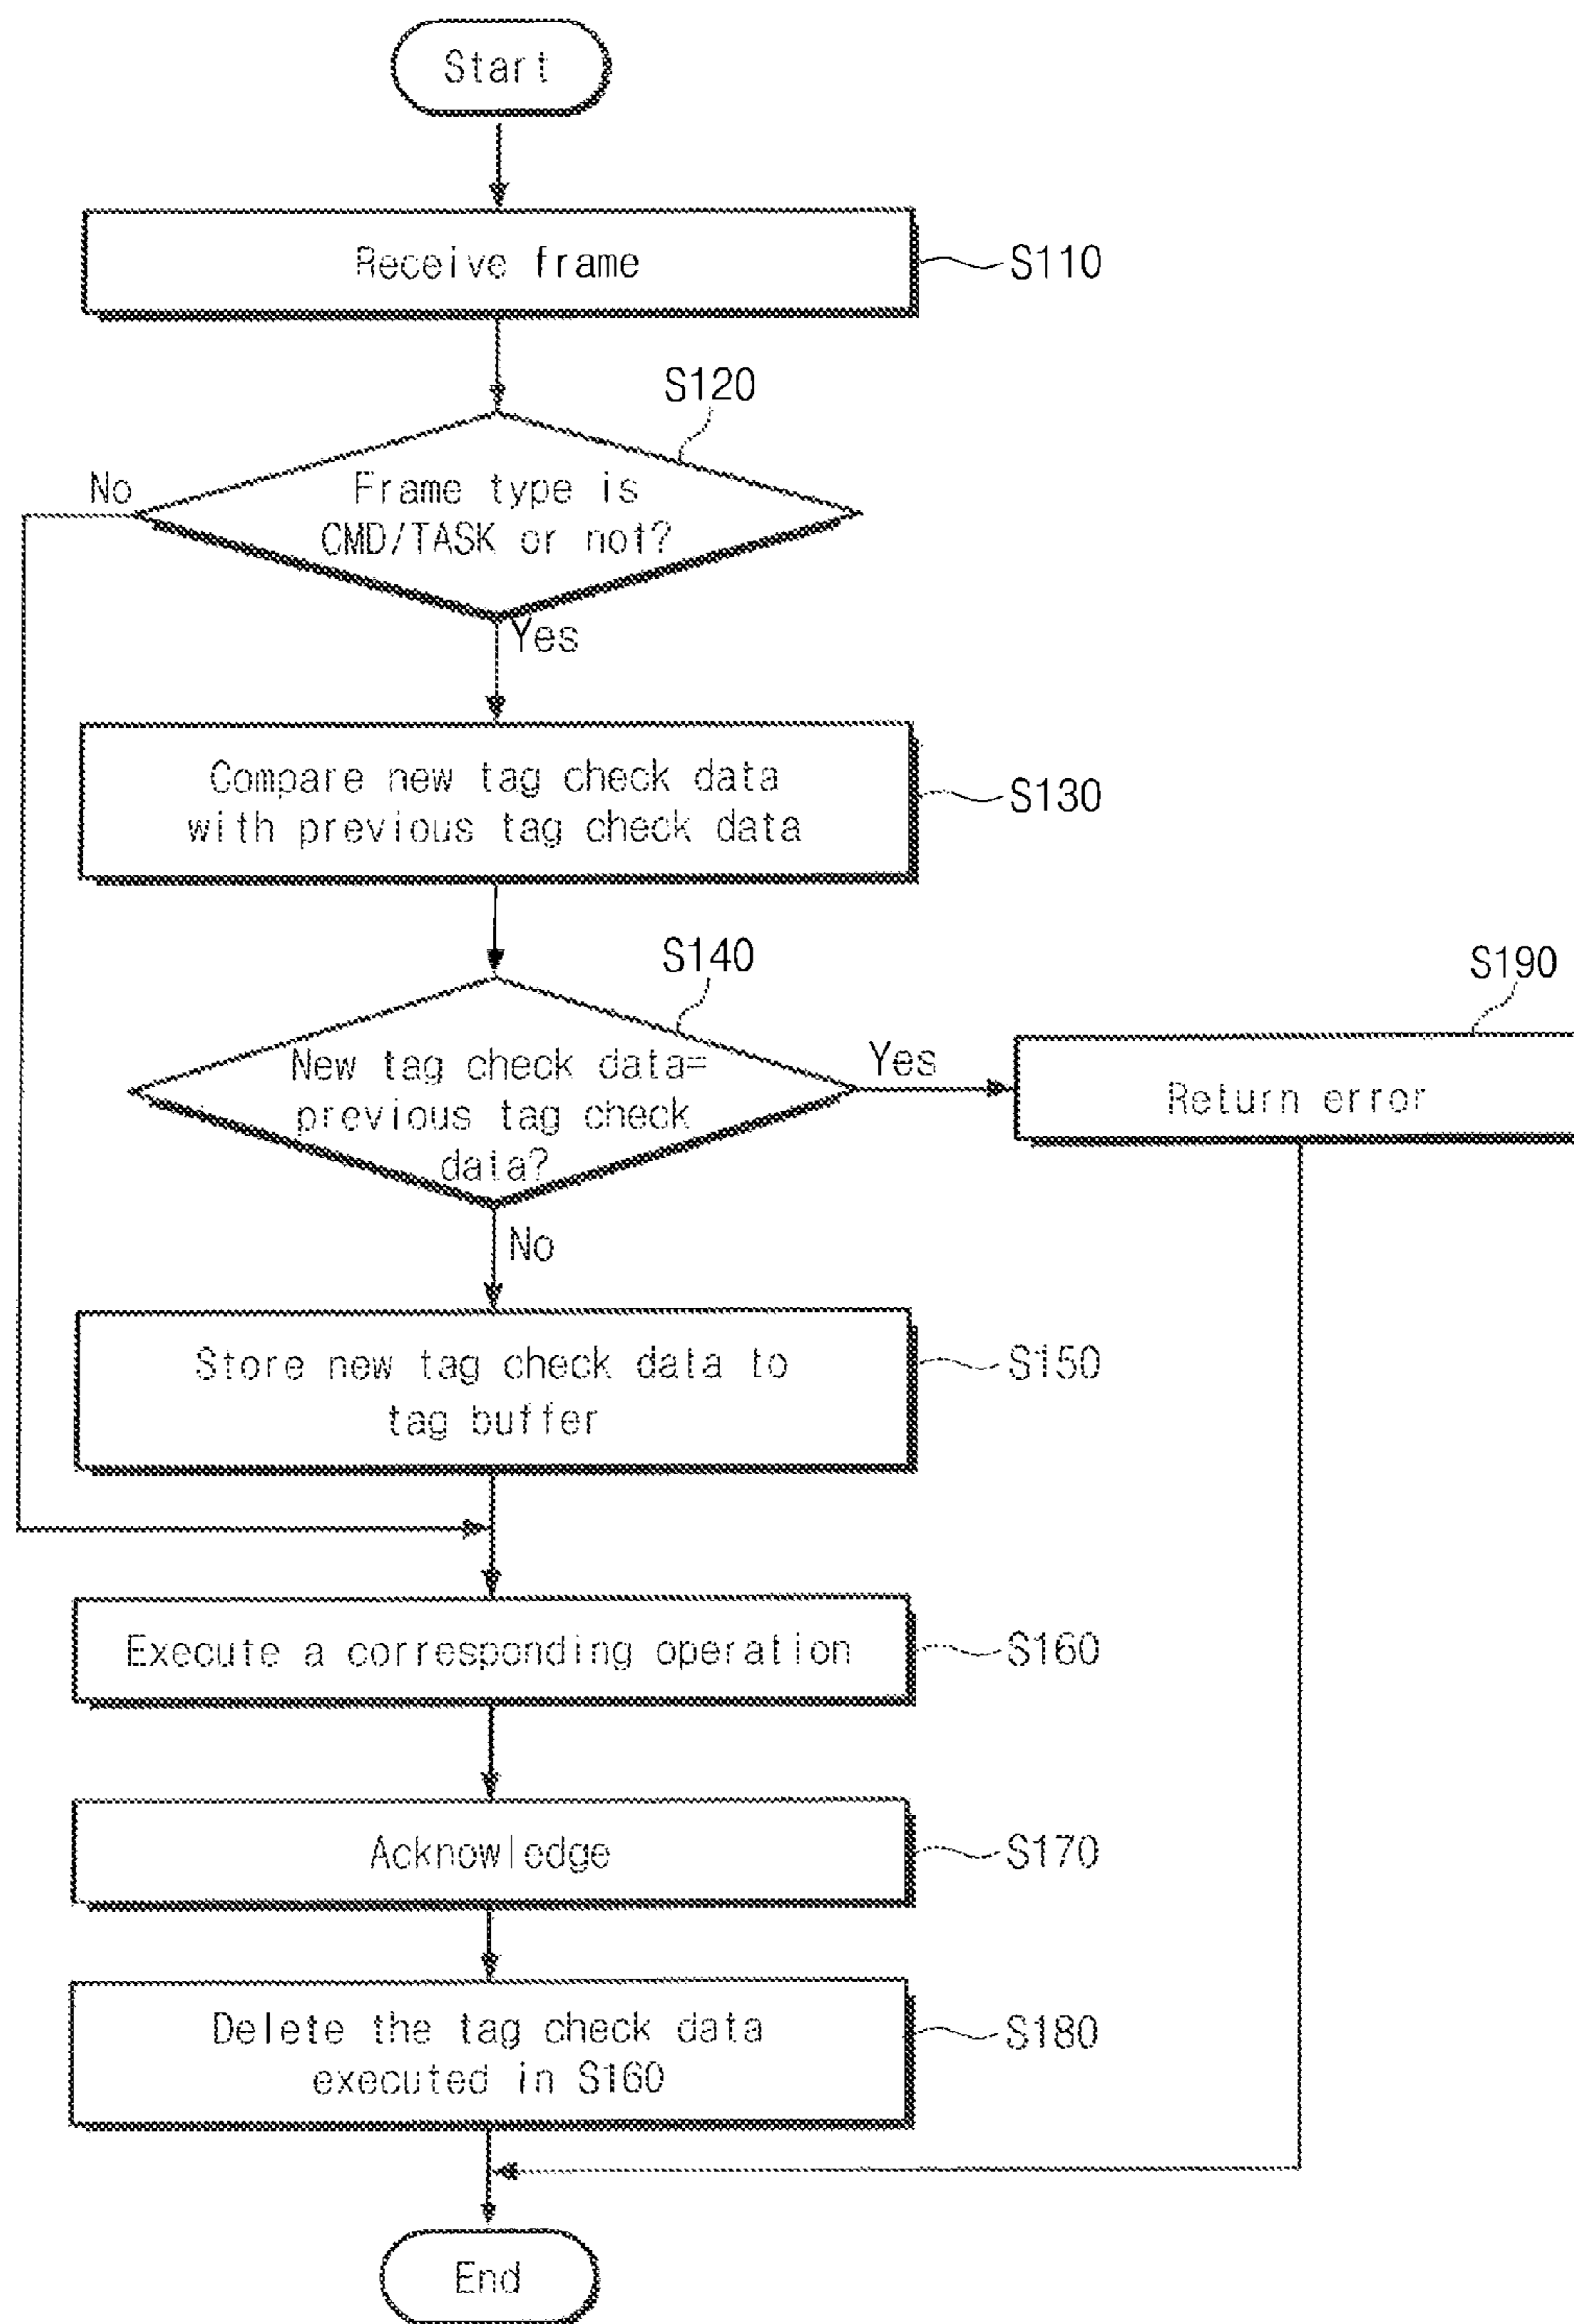 Start
Receive frame
S110
S120
No
Frame type is
CMD/TASK or not?
Yes
Compare new tag check data
with previous tag check data
S130
S140
S190
New tag check data=
previous tag check
data?
Yes
Return error
No
Store new tag check data to
tag buffer
S150
Execute a corresponding operation
S160
Acknowledge
S170
Delete the tag check data
executed in S160
S180
End